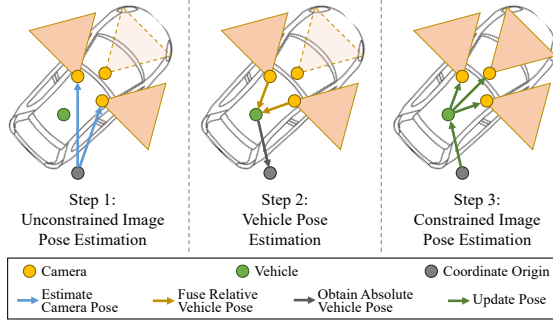 Step 1:
Unconstrained Image
Pose Estimation
Step 2:
Vehicle Pose
Estimation
Step 3:
Constrained Image
Pose Estimation
Camera
Vehicle
Coordinate Origin
Estimate
Camera Pose
Fuse Relative
Vehicle Pose
Obtain Absolute
Vehicle Pose
Update Pose